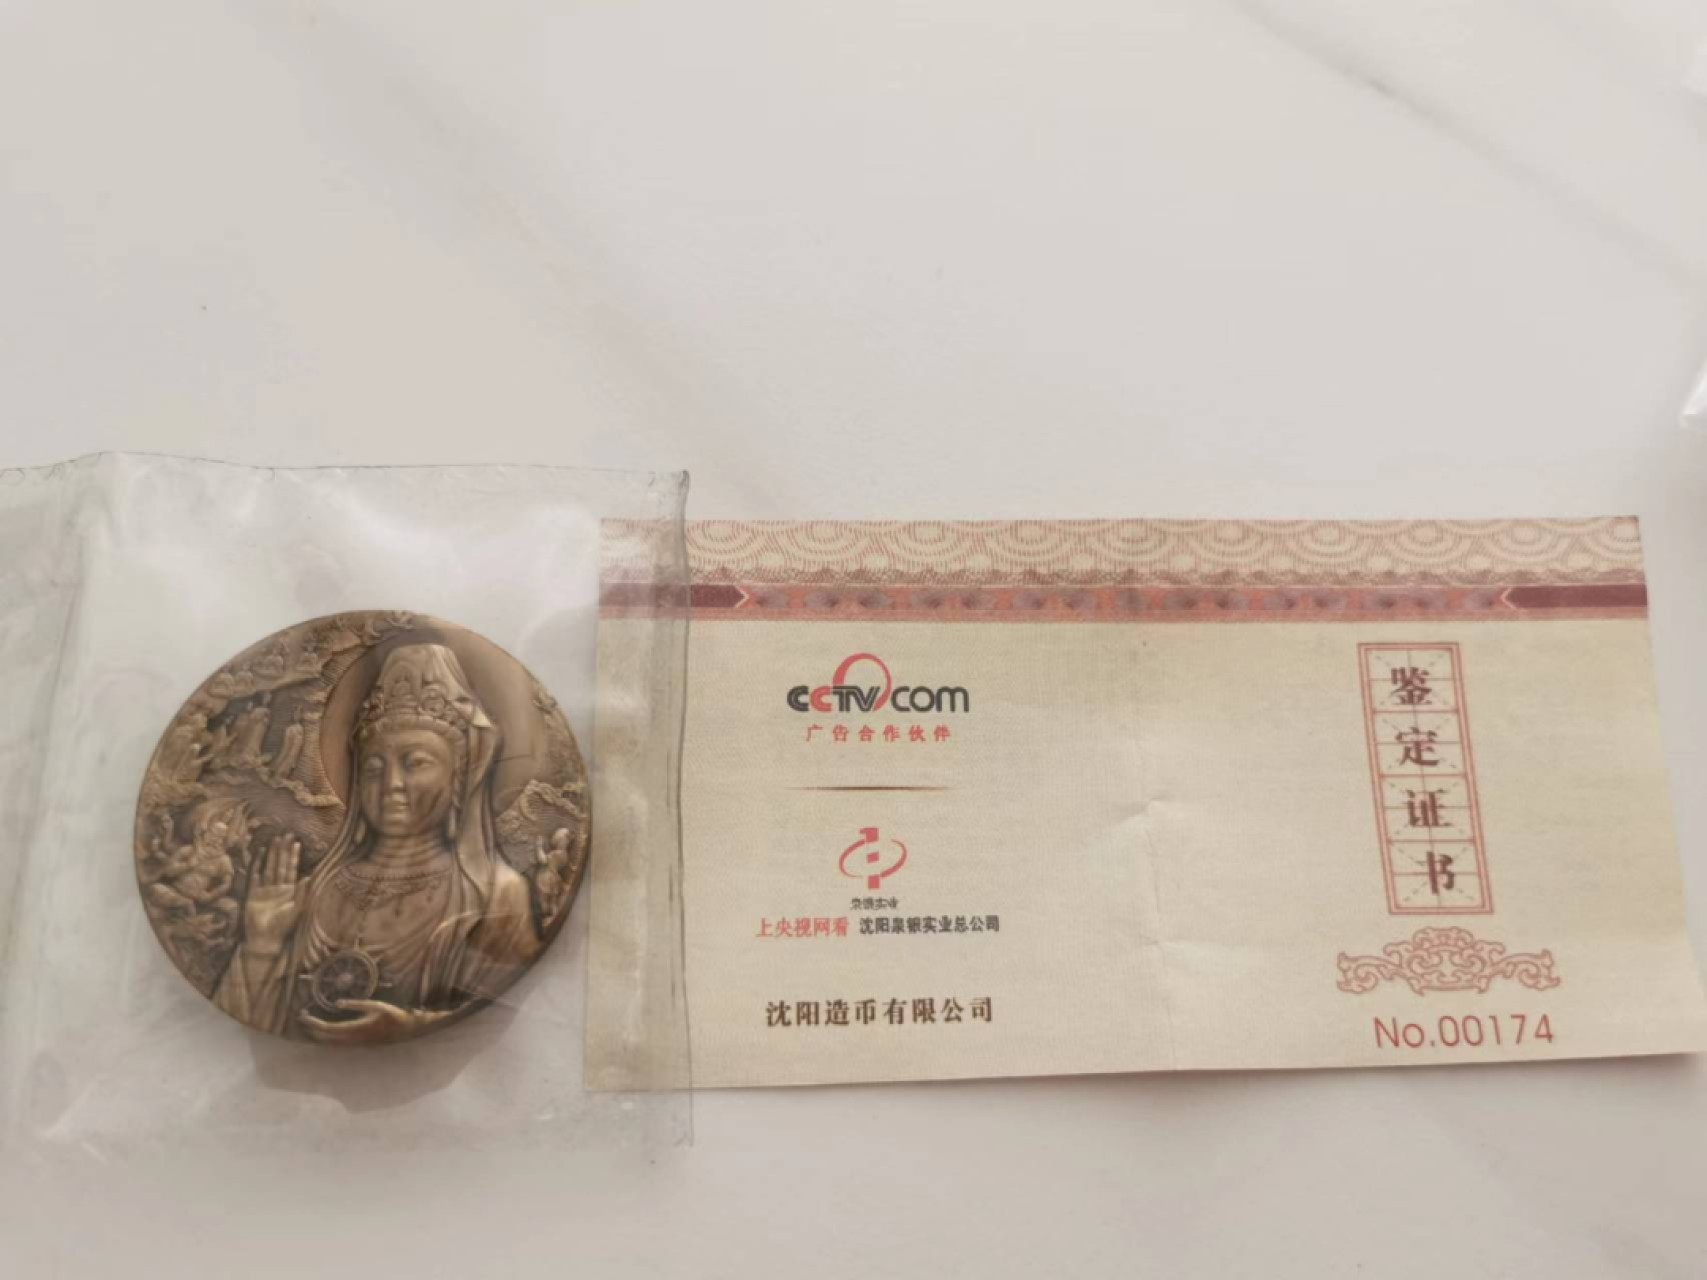 CCTV.com
广告合作伙伴
泉银实业
上央视网看 沈阳泉银实业总公司
沈阳造币有限公司
鉴定证书
No.00174